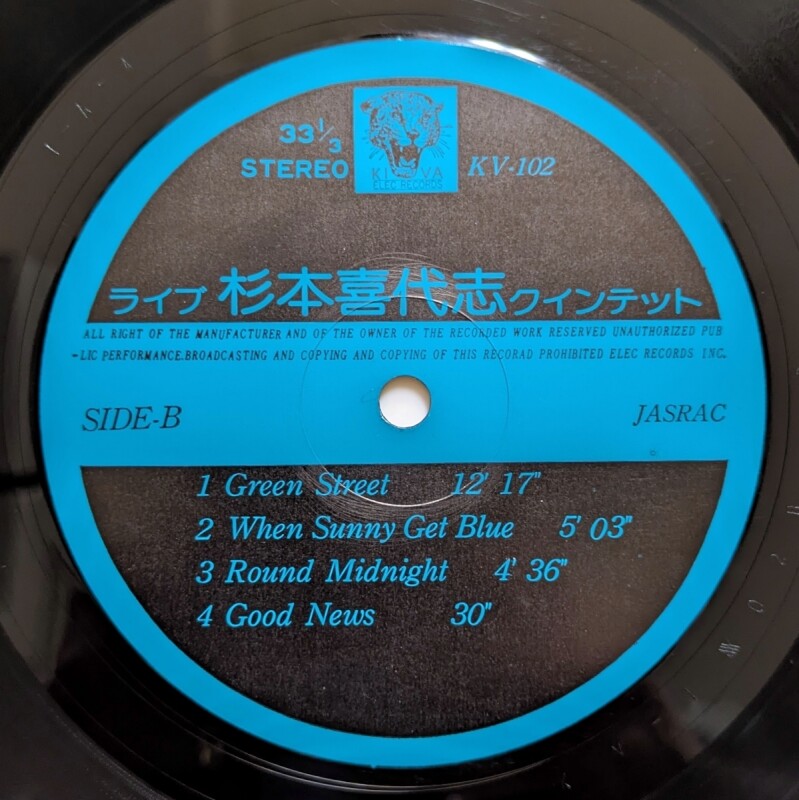 33 1/3
STEREO
KV-102
ELEC RECORDS
ライブ 杉本喜代志クインテット
ALL RIGHT OF THE MANUFACTURER AND OF THE OWNER OF THE RECORDED WORK RESERVED UNAUTHORIZED PUB
-LIC PERFORMANCE.BROADCASTING AND COPYING AND COPYING OF THIS RECORAD PROHIBITED ELEC RECORDS INC.
SIDE-B
JASRAC
1 Green Street 12' 17"
2 When Sunny Get Blue 5' 03"
3 Round Midnight 4' 36"
4 Good News 30"